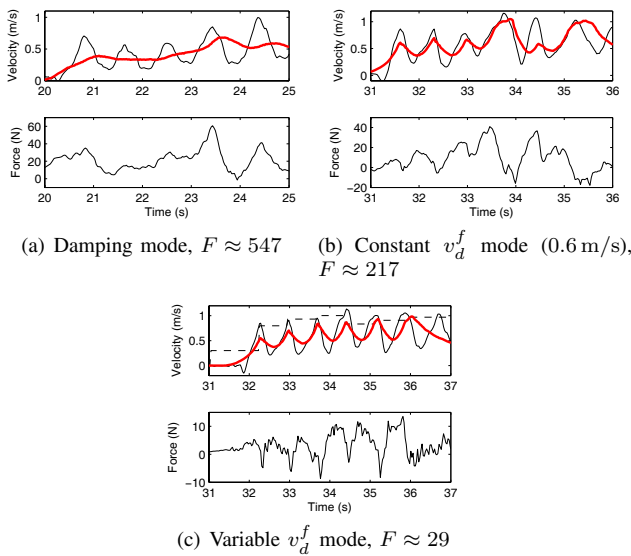 Velocity (m/s)
1
0.5
0
20 21 22 23 24 25
Force (N)
60
40
20
0
20 21 22 23 24 25
Time (s)
(a) Damping mode, F ≈ 547
Velocity (m/s)
1
0.5
0
31 32 33 34 35 36
Force (N)
40
20
0
−20
31 32 33 34 35 36
Time (s)
(b) Constant v_d^f mode (0.6 m/s),
F ≈ 217
Velocity (m/s)
1
0.5
0
31 32 33 34 35 36 37
Force (N)
10
0
−10
31 32 33 34 35 36 37
Time (s)
(c) Variable v_d^f mode, F ≈ 29